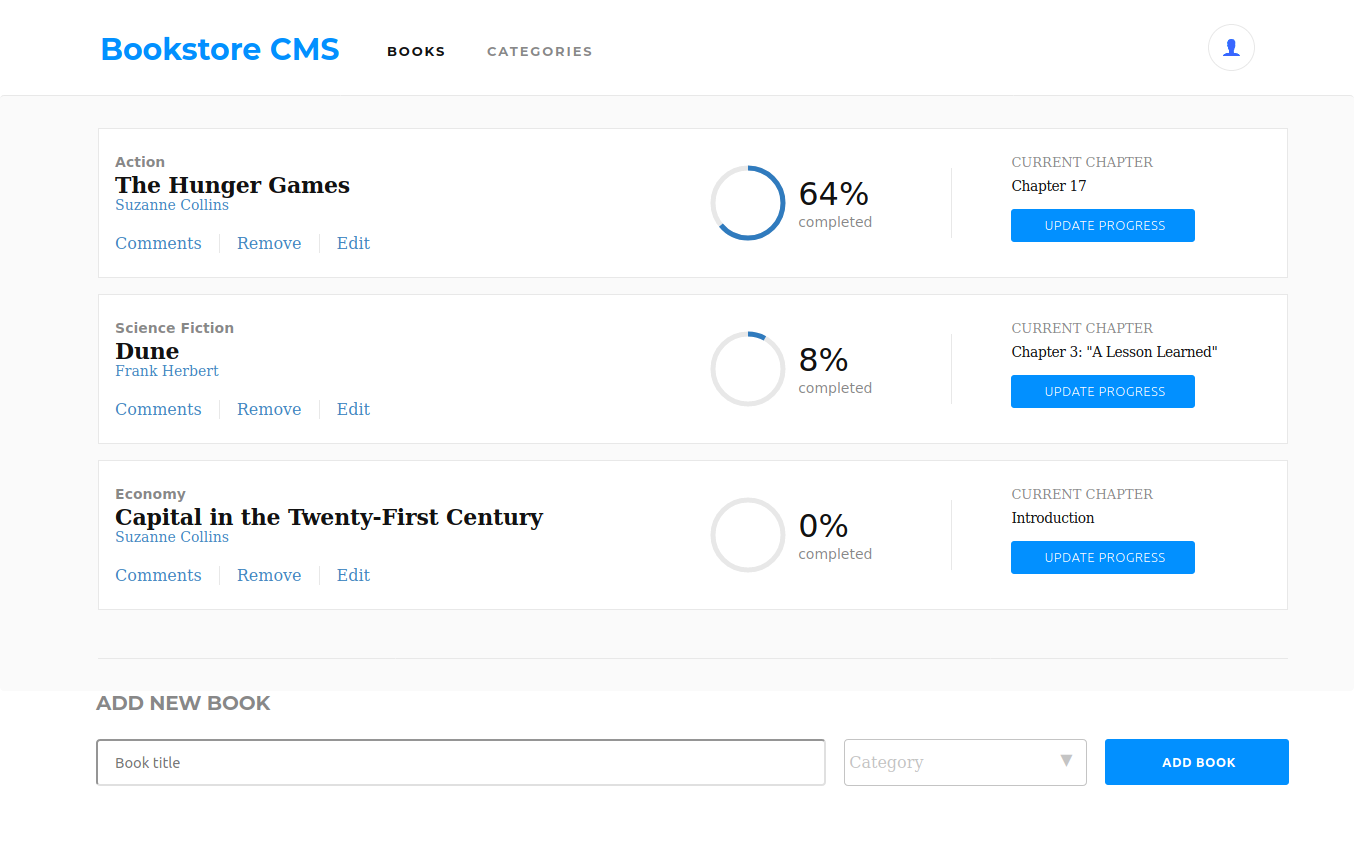 Bookstore CMS
BOOKS
CATEGORIES
Action
The Hunger Games
Suzanne Collins
Comments
Remove
Edit
64%
completed
CURRENT CHAPTER
Chapter 17
UPDATE PROGRESS
Science Fiction
Dune
Frank Herbert
Comments
Remove
Edit
8%
completed
CURRENT CHAPTER
Chapter 3: "A Lesson Learned"
UPDATE PROGRESS
Economy
Capital in the Twenty-First Century
Suzanne Collins
Comments
Remove
Edit
0%
completed
CURRENT CHAPTER
Introduction
UPDATE PROGRESS
ADD NEW BOOK
Book title
Category
ADD BOOK